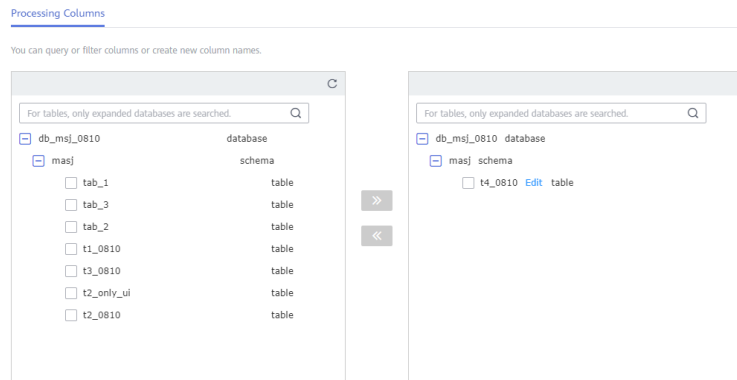 Processing Columns
You can query or filter columns or create new column names.
For tables, only expanded databases are searched.
db_msj_0810 database
masj schema
tab_1 table
tab_3 table
tab_2 table
t1_0810 table
t3_0810 table
t2_only_ui table
t2_0810 table
For tables, only expanded databases are searched.
db_msj_0810 database
masj schema
t4_0810 Edit table